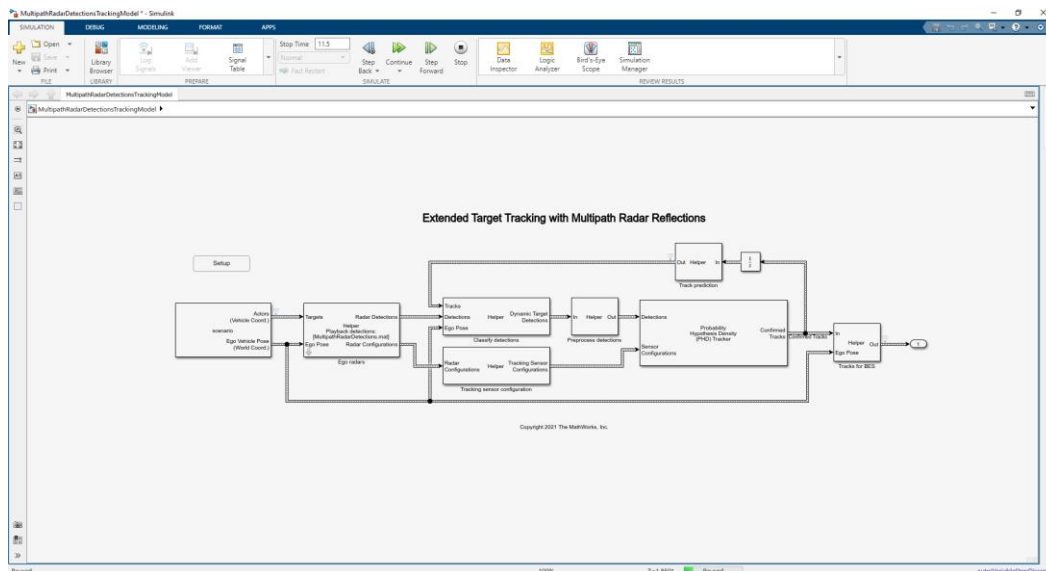 MultipathRadarDetectionsTrackingModel * - Simulink
SIMULATION DEBUG MODELING FORMAT APPS
New
Open
Save
Print
FILE
Library Browser
LIBRARY
Log Signals
Add Viewer
Signal Table
PREPARE
Stop Time 11.5
Normal
Fast Restart
Step Back
Continue
Step Forward
Stop
SIMULATE
Data Inspector
Logic Analyzer
Bird's-Eye Scope
Simulation Manager
REVIEW RESULTS
MultipathRadarDetectionsTrackingModel
MultipathRadarDetectionsTrackingModel
Extended Target Tracking with Multipath Radar Reflections
Setup
Out Helper In
Track prediction
1
z
Actors
(Vehicle Coord.)
scenario
Ego Vehicle Pose
(World Coord.)
Targets
Radar Detections
Helper
Playback detections:
[MultipathRadarDetections.mat]
Ego Pose
Radar Configurations
Ego radars
Tracks
Detections
Ego Pose
Helper
Dynamic Target
Detections
Classify detections
In Helper Out
Preprocess detections
Radar
Configurations
Helper
Tracking Sensor
Configurations
Tracking sensor configuration
Detections
Sensor
Configurations
Probability
Hypothesis Density
(PHD) Tracker
Confirmed
Tracks
Confirmed Tracks
In
Ego Pose
Helper
Out
Tracks for BES
1
Copyright 2021 The MathWorks, Inc.
Paused
100%
Paused